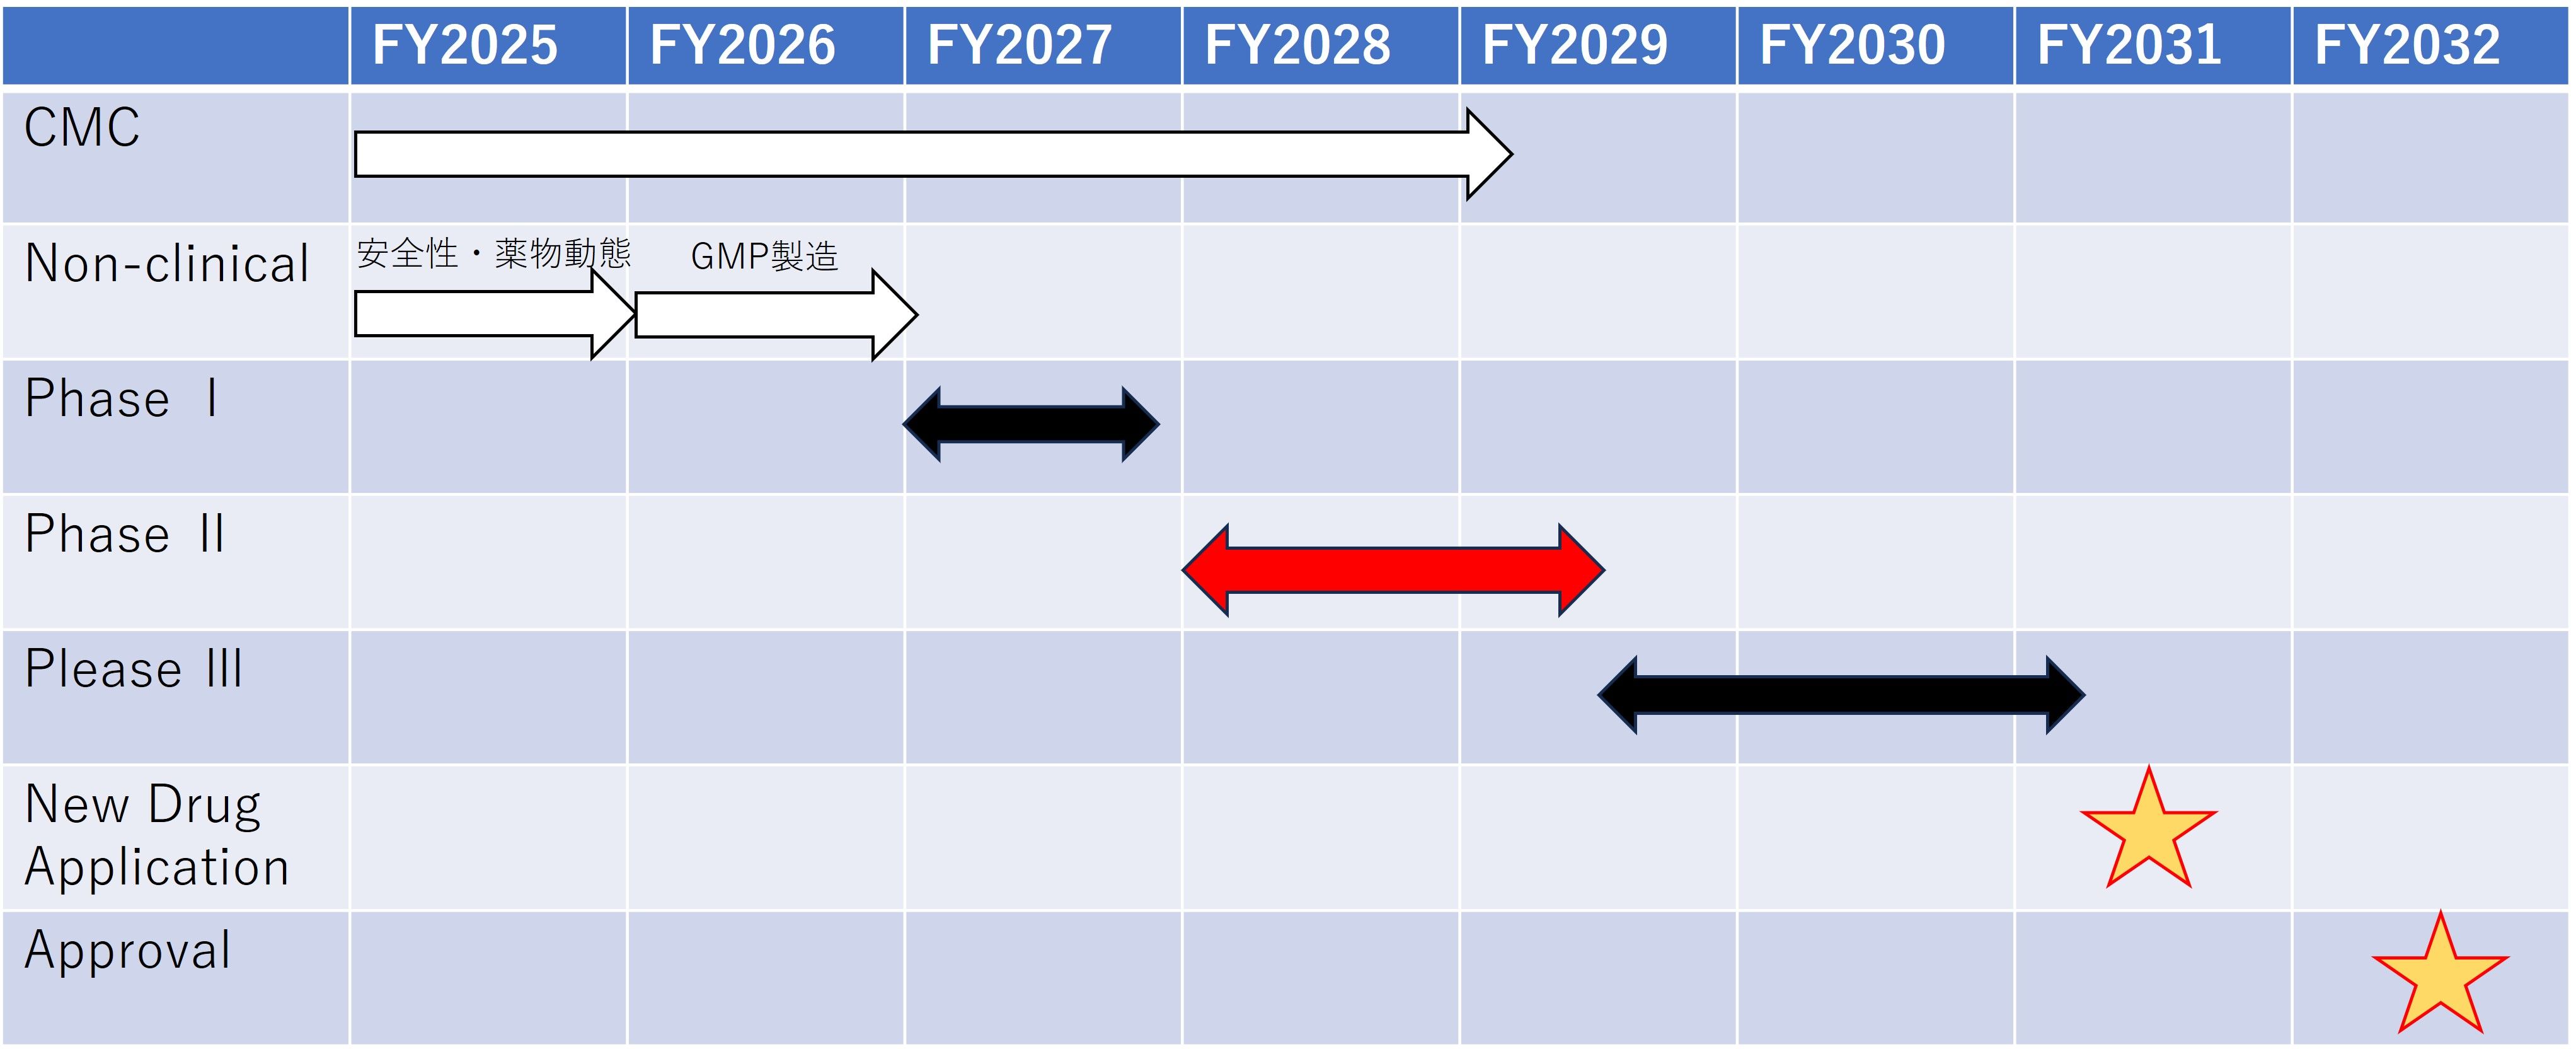 FY2025 FY2026 FY2027 FY2028 FY2029 FY2030 FY2031 FY2032
CMC
Non-clinical
安全性・薬物動態
GMP製造
Phase Ⅰ
Phase Ⅱ
Please Ⅲ
New Drug
Application
Approval